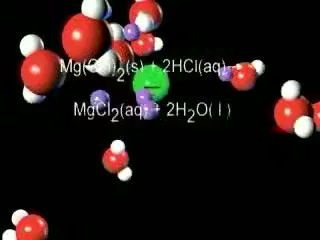 Mg(OH)2(s) + 2HCl(aq)
MgCl2(aq) + 2H2O( l )